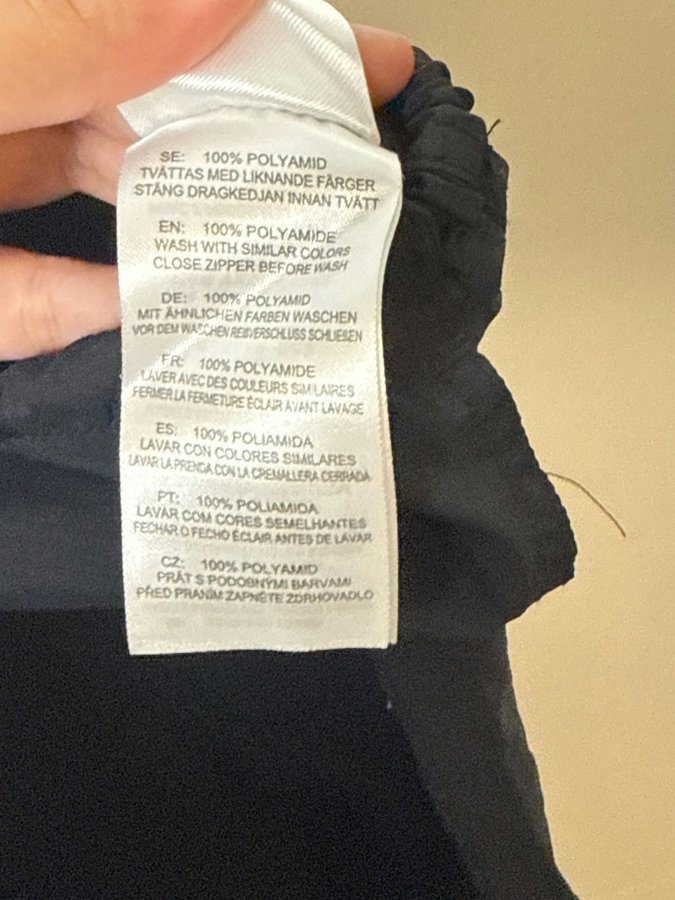 SE: 100% POLYAMID
TVÄTTAS MED LIKNANDE FÄRGER
STÄNG DRAGKEDJAN INNAN TVÄTT
EN: 100% POLYAMIDE
WASH WITH SIMILAR COLORS
CLOSE ZIPPER BEFORE WASH
DE: 100% POLYAMID
MIT ÄHNLICHEN FARBEN WASCHEN
VOR DEM WASCHEN REIßVERSCHLUSS SCHLIEßEN
FR: 100% POLYAMIDE
LAVER AVEC DES COULEURS SIMILAIRES
FERMER LA FERMETURE ÉCLAIR AVANT LAVAGE
ES: 100% POLIAMIDA
LAVAR CON COLORES SIMILARES
LAVAR LA PRENDA CON LA CREMALLERA CERRADA
PT: 100% POLIAMIDA
LAVAR COM CORES SEMELHANTES
FECHAR O FECHO ÉCLAIR ANTES DE LAVAR
CZ: 100% POLYAMID
PRÁT S PODOBNÝMI BARVAMI
PŘED PRANÍM ZAPNĚTE ZDRHOVADLO